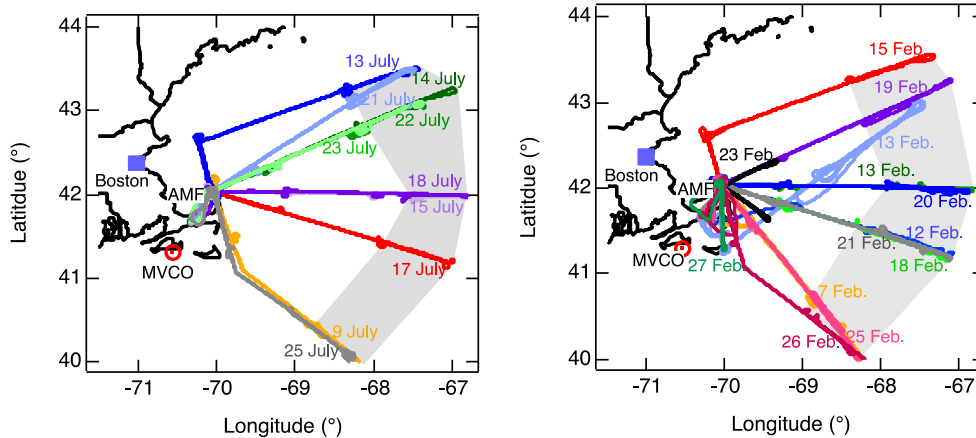 44
43
42
41
40
Latitdue (°)
-71
-70
-69
-68
-67
Longitude (°)
Boston
AMF
MVCO
13 July
14 July
21 July
22 July
23 July
18 July
15 July
17 July
9 July
25 July
44
43
42
41
40
Latitdue (°)
-71
-70
-69
-68
-67
Longitude (°)
Boston
AMF
MVCO
15 Feb.
19 Feb.
13 Feb.
23 Feb.
13 Feb.
20 Feb.
12 Feb.
21 Feb.
18 Feb.
27 Feb.
7 Feb.
25 Feb.
26 Feb.